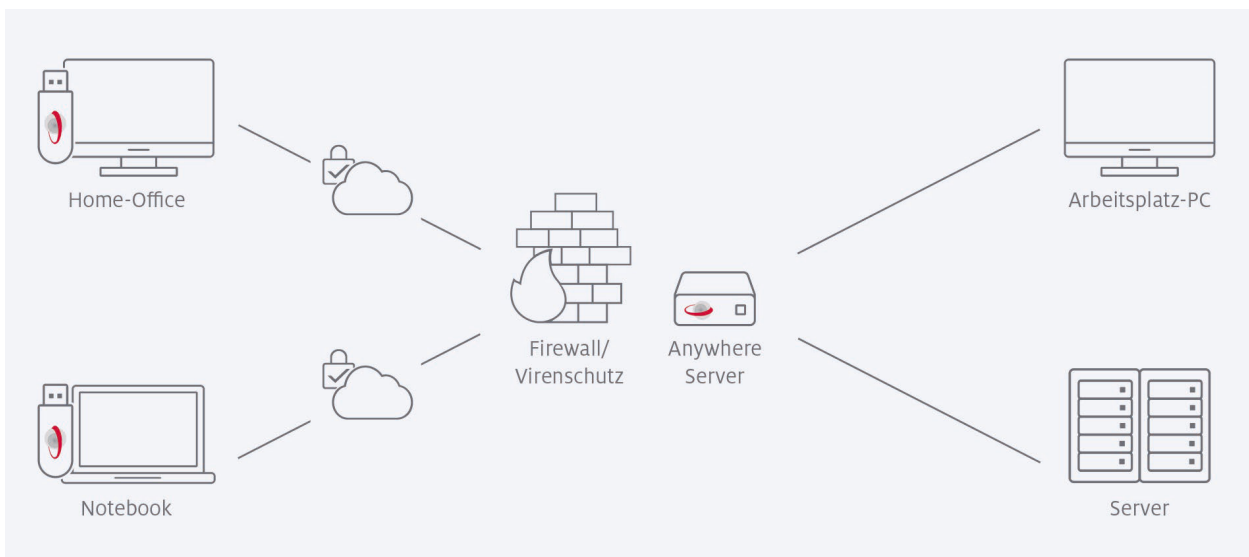 Home-Office
Arbeitsplatz-PC
Firewall/
Virenschutz
Anywhere
Server
Notebook
Server